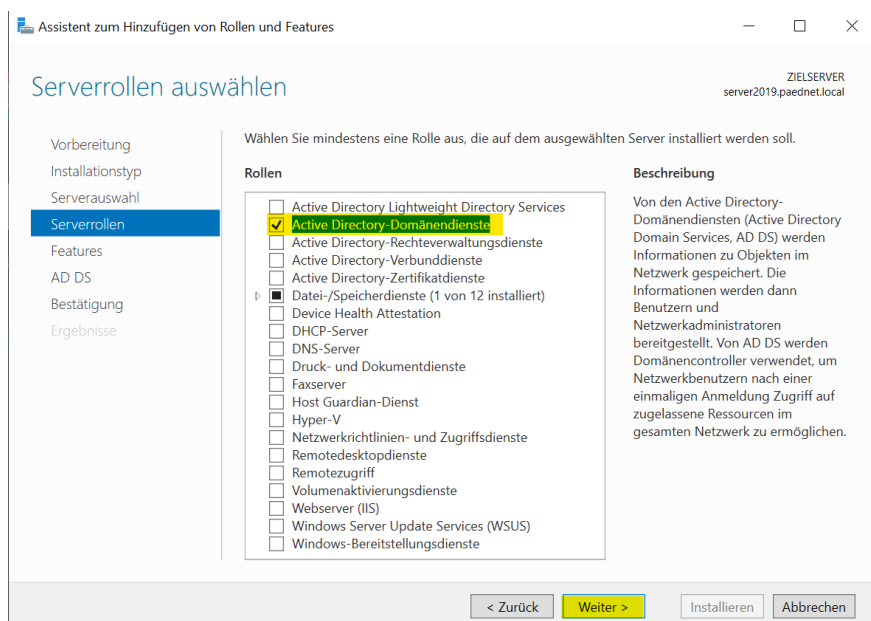 Assistent zum Hinzufügen von Rollen und Features
Serverrollen auswählen
ZIELSERVER
server2019.paednet.local
Vorbereitung
Installationstyp
Serverauswahl
Serverrollen
Features
AD DS
Bestätigung
Ergebnisse
Wählen Sie mindestens eine Rolle aus, die auf dem ausgewählten Server installiert werden soll.
Rollen
Active Directory Lightweight Directory Services
Active Directory-Domänendienste
Active Directory-Rechteverwaltungsdienste
Active Directory-Verbunddienste
Active Directory-Zertifikatdienste
Datei-/Speicherdienste (1 von 12 installiert)
Device Health Attestation
DHCP-Server
DNS-Server
Druck- und Dokumentdienste
Faxserver
Host Guardian-Dienst
Hyper-V
Netzwerkrichtlinien- und Zugriffsdienste
Remotedesktopdienste
Remotezugriff
Volumenaktivierungsdienste
Webserver (IIS)
Windows Server Update Services (WSUS)
Windows-Bereitstellungsdienste
Beschreibung
Von den Active Directory-
Domänendiensten (Active Directory
Domain Services, AD DS) werden
Informationen zu Objekten im
Netzwerk gespeichert. Die
Informationen werden dann
Benutzern und
Netzwerkadministratoren
bereitgestellt. Von AD DS werden
Domänencontroller verwendet, um
Netzwerkbenutzern nach einer
einmaligen Anmeldung Zugriff auf
zugelassene Ressourcen im
gesamten Netzwerk zu ermöglichen.
< Zurück
Weiter >
Installieren
Abbrechen